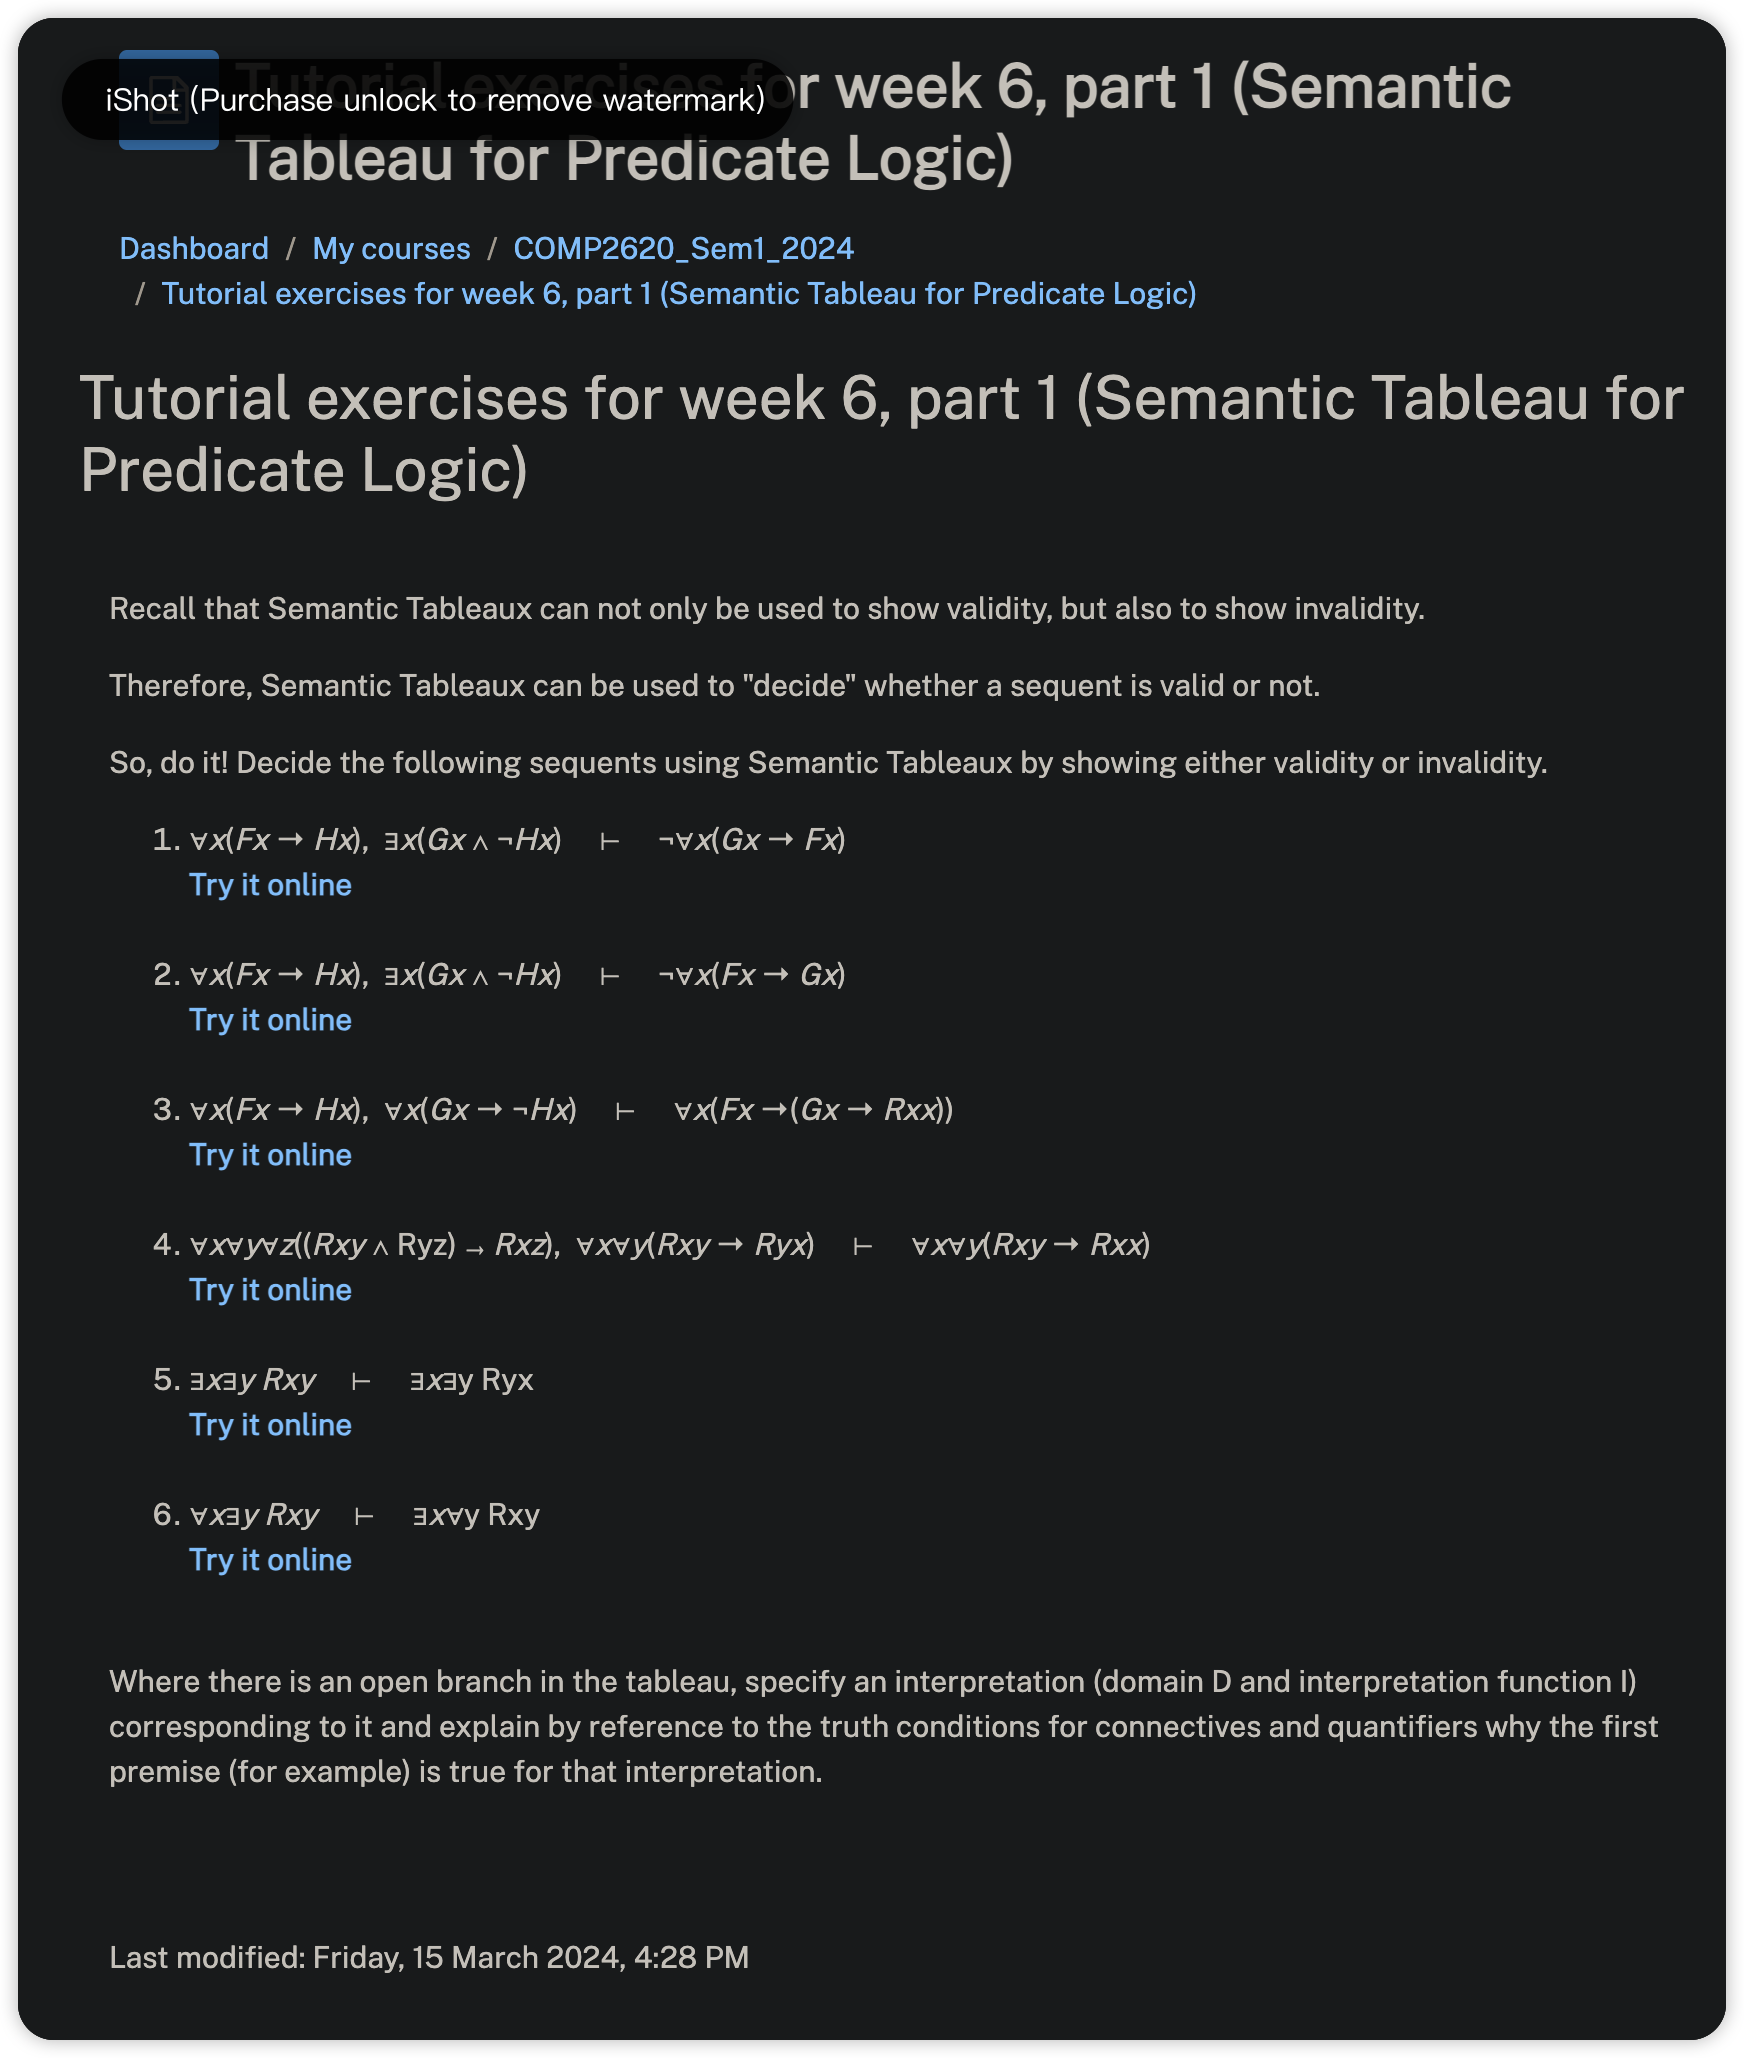 iShot (Purchase unlock to remove watermark)
Tutorial exercises for week 6, part 1 (Semantic
Tableau for Predicate Logic)
Dashboard / My courses / COMP2620_Sem1_2024
/ Tutorial exercises for week 6, part 1 (Semantic Tableau for Predicate Logic)
Tutorial exercises for week 6, part 1 (Semantic Tableau for
Predicate Logic)
Recall that Semantic Tableaux can not only be used to show validity, but also to show invalidity.
Therefore, Semantic Tableaux can be used to "decide" whether a sequent is valid or not.
So, do it! Decide the following sequents using Semantic Tableaux by showing either validity or invalidity.
1. ∀x(Fx → Hx), ∃x(Gx ∧ ¬Hx) ⊢ ¬∀x(Gx → Fx)
Try it online
2. ∀x(Fx → Hx), ∃x(Gx ∧ ¬Hx) ⊢ ¬∀x(Fx → Gx)
Try it online
3. ∀x(Fx → Hx), ∀x(Gx → ¬Hx) ⊢ ∀x(Fx →(Gx → Rxx))
Try it online
4. ∀x∀y∀z((Rxy ∧ Ryz) → Rxz), ∀x∀y(Rxy → Ryx) ⊢ ∀x∀y(Rxy → Rxx)
Try it online
5. ∃x∃y Rxy ⊢ ∃x∃y Ryx
Try it online
6. ∀x∃y Rxy ⊢ ∃x∀y Rxy
Try it online
Where there is an open branch in the tableau, specify an interpretation (domain D and interpretation function I)
corresponding to it and explain by reference to the truth conditions for connectives and quantifiers why the first
premise (for example) is true for that interpretation.
Last modified: Friday, 15 March 2024, 4:28 PM